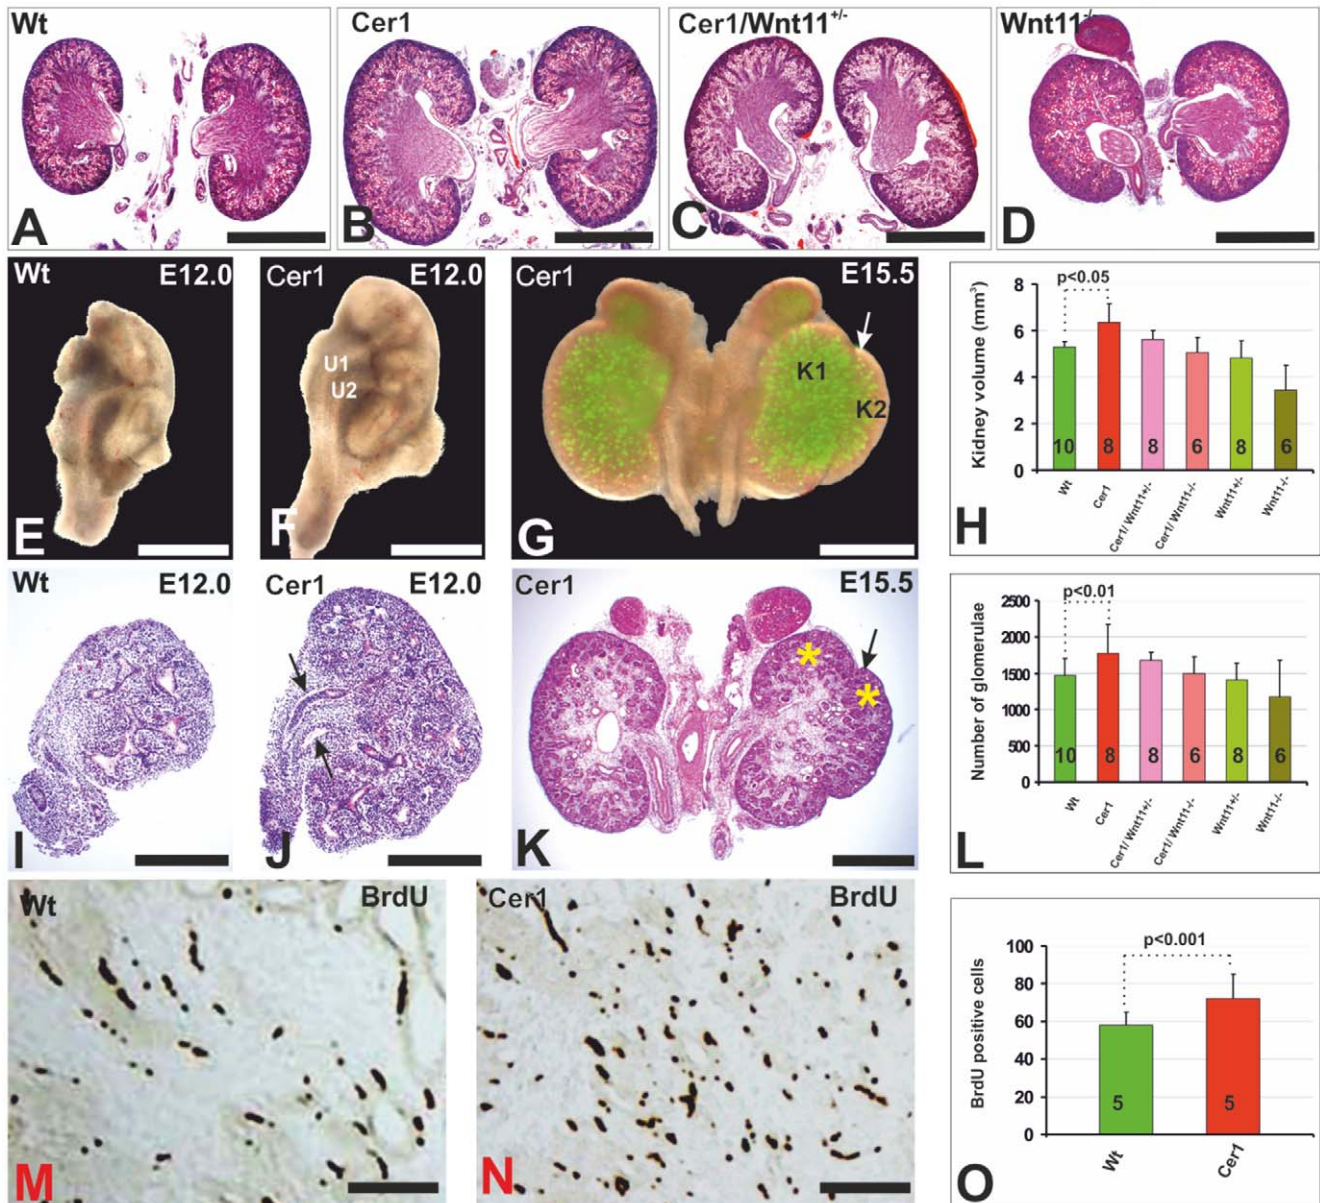 Wt
Cer1
Cer1/Wnt11+/-
Wnt11-/-
A
B
C
D
Wt E12.0
Cer1 E12.0
U1
U2
Cer1 E15.5
K1
K2
E
F
G
p<0.05
Kidney volume (mm³)
8
6
4
2
0
10
8
8
6
8
6
Wt
Cer1
Cer1/ Wnt11+/-
Cer1/ Wnt11-/-
Wnt11+/-
Wnt11-/-
H
Wt E12.0
Cer1 E12.0
Cer1 E15.5
*
*
I
J
K
p<0.01
Number of glomerulae
2500
2000
1500
1000
500
0
10
8
8
6
8
6
Wt
Cer1
Cer1/ Wnt11+/-
Cer1/ Wnt11-/-
Wnt11+/-
Wnt11-/-
L
Wt BrdU
Cer1 BrdU
M
N
p<0.001
BrdU positive cells
100
80
60
40
20
0
5
5
Wt
Cer1
O